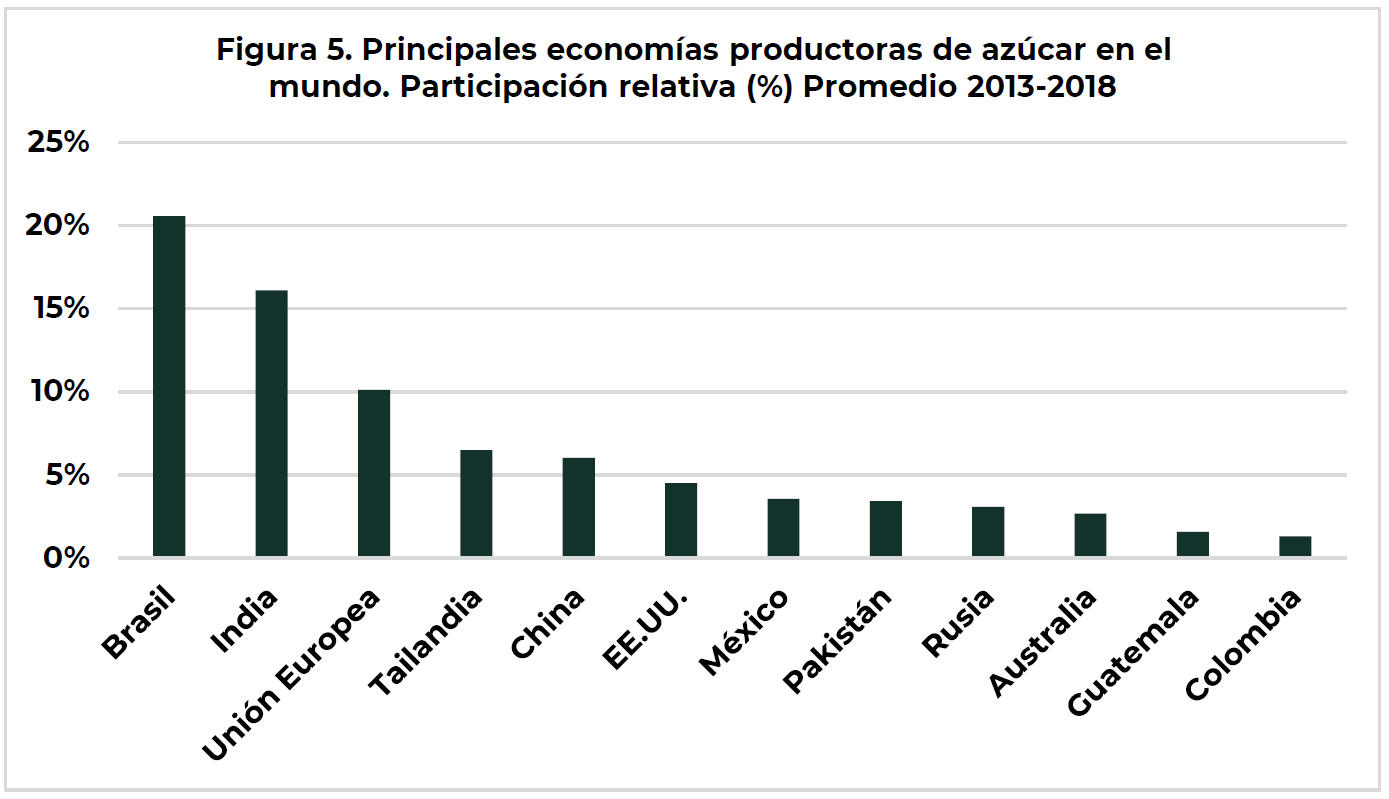 Figura 5. Principales economías productoras de azúcar en el
mundo. Participación relativa (%) Promedio 2013-2018
25%
20%
15%
10%
5%
0%
Brasil
India
Unión Europea
Tailandia
China
EE.UU.
México
Pakistán
Rusia
Australia
Guatemala
Colombia